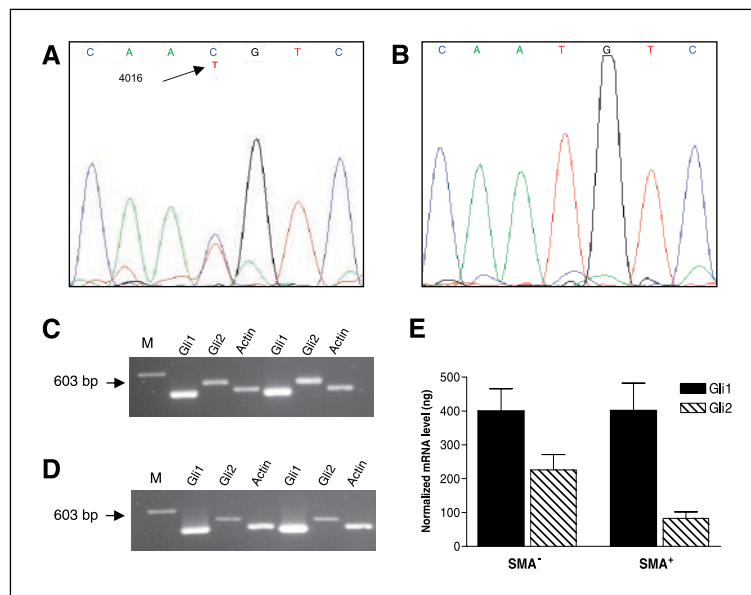 A
C A A C G T C
T
4016
B
C A A T G T C
C
M Gli1 Gli2 Actin Gli1 Gli2 Actin
603 bp
D
M Gli1 Gli2 Actin Gli1 Gli2 Actin
603 bp
E
Normalized mRNA level (ng)
500
400
300
200
100
0
Gli1
Gli2
SMA⁻ SMA⁺